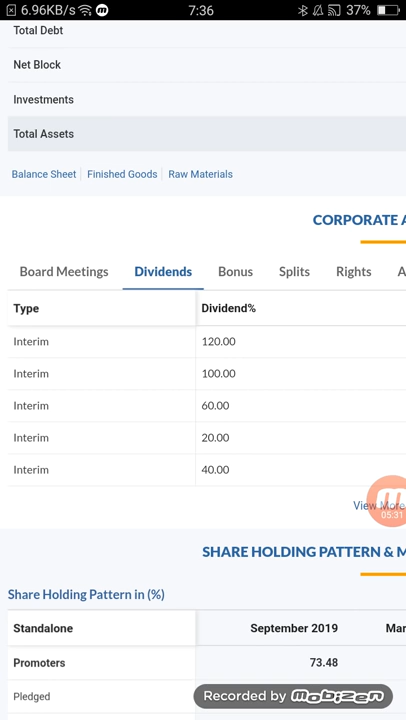 6.96KB/s 7:36 37%
Total Debt
Net Block
Investments
Total Assets
Balance Sheet Finished Goods Raw Materials
CORPORATE A
Board Meetings Dividends Bonus Splits Rights A
Type Dividend%
Interim 120.00
Interim 100.00
Interim 60.00
Interim 20.00
Interim 40.00
View More
05:31
SHARE HOLDING PATTERN & M
Share Holding Pattern in (%)
Standalone September 2019 Mar
Promoters 73.48
Pledged
Recorded by mobizen